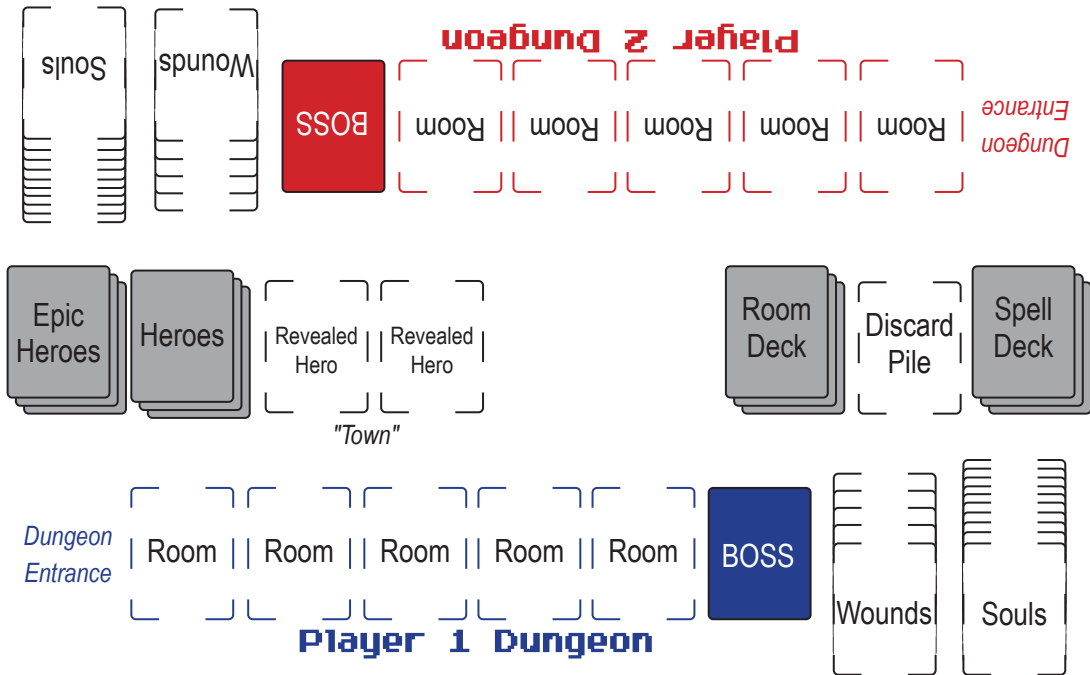 Player 2 Dungeon
Souls
Wounds
BOSS
Room
Room
Room
Room
Room
Dungeon
Entrance
Epic
Heroes
Heroes
Revealed
Hero
Revealed
Hero
"Town"
Room
Deck
Discard
Pile
Spell
Deck
Dungeon
Entrance
Room
Room
Room
Room
Room
BOSS
Wounds
Souls
Player 1 Dungeon